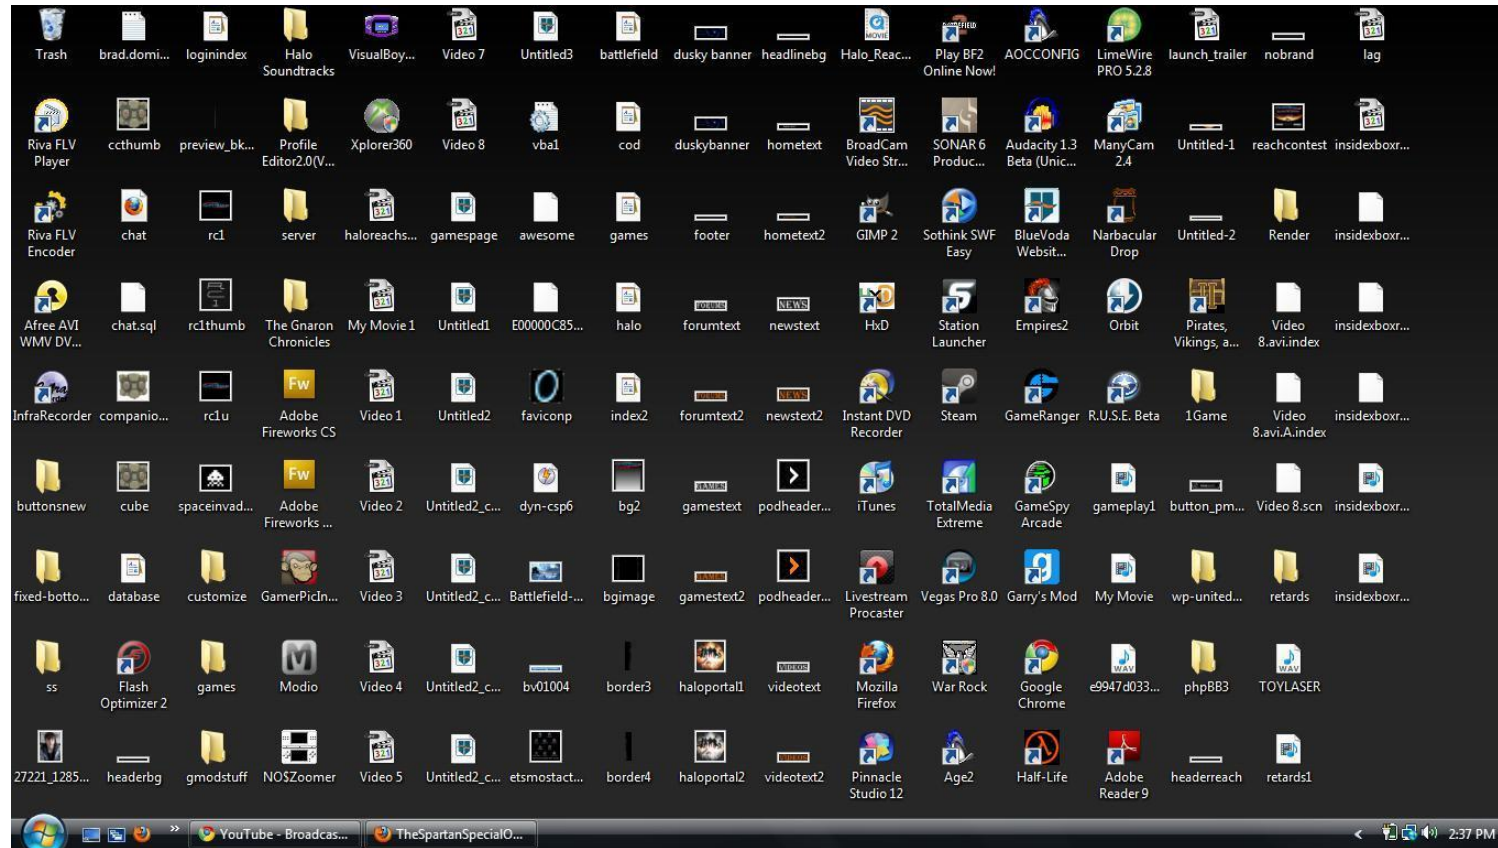 Trash brad.domi... loginindex Halo Soundtracks VisualBoy... Video 7 Untitled3 battlefield dusky banner headlinebg Halo_Reac... Play BF2 Online Now! AOCCONFIG LimeWire PRO 5.2.8 launch_trailer nobrand lag
Riva FLV Player ccthumb preview_bk... Profile Editor2.0(V... Xplorer360 Video 8 vba1 cod duskybanner hometext BroadCam Video Str... SONAR 6 Produc... Audacity 1.3 Beta (Unic... ManyCam 2.4 Untitled-1 reachcontest insidexboxr...
Riva FLV Encoder chat rc1 server haloreachs... gamespage awesome games footer hometext2 GIMP 2 Sothink SWF Easy BlueVoda Websit... Narbacular Drop Untitled-2 Render insidexboxr...
Afree AVI WMV DV... chat.sql rc1thumb The Gnaron Chronicles My Movie 1 Untitled1 E00000C85... halo forumtext newstext HxD Station Launcher Empires2 Orbit Pirates, Vikings, a... Video 8.avi.index insidexboxr...
InfraRecorder companio... rc1u Adobe Fireworks CS Video 1 Untitled2 faviconp index2 forumtext2 newstext2 Instant DVD Recorder Steam GameRanger R.U.S.E. Beta 1Game Video 8.avi.A.index insidexboxr...
buttonsnew cube spaceinvad... Adobe Fireworks ... Video 2 Untitled2_c... dyn-csp6 bg2 gamestext podheader... iTunes TotalMedia Extreme GameSpy Arcade gameplay1 button_pm... Video 8.scn insidexboxr...
fixed-botto... database customize GamerPicIn... Video 3 Untitled2_c... Battlefield-... bgimage gamestext2 podheader... Livestream Procaster Vegas Pro 8.0 Garry's Mod My Movie wp-united... retards insidexboxr...
ss Flash Optimizer 2 games Modio Video 4 Untitled2_c... bv01004 border3 haloportal1 videotext Mozilla Firefox War Rock Google Chrome e9947d033... phpBB3 TOYLASER
27221_1285... headerbg gmodstuff NO$Zoomer Video 5 Untitled2_c... etsmostact... border4 haloportal2 videotext2 Pinnacle Studio 12 Age2 Half-Life Adobe Reader 9 headerreach retards1
YouTube - Broadcas... TheSpartanSpecialO... 2:37 PM